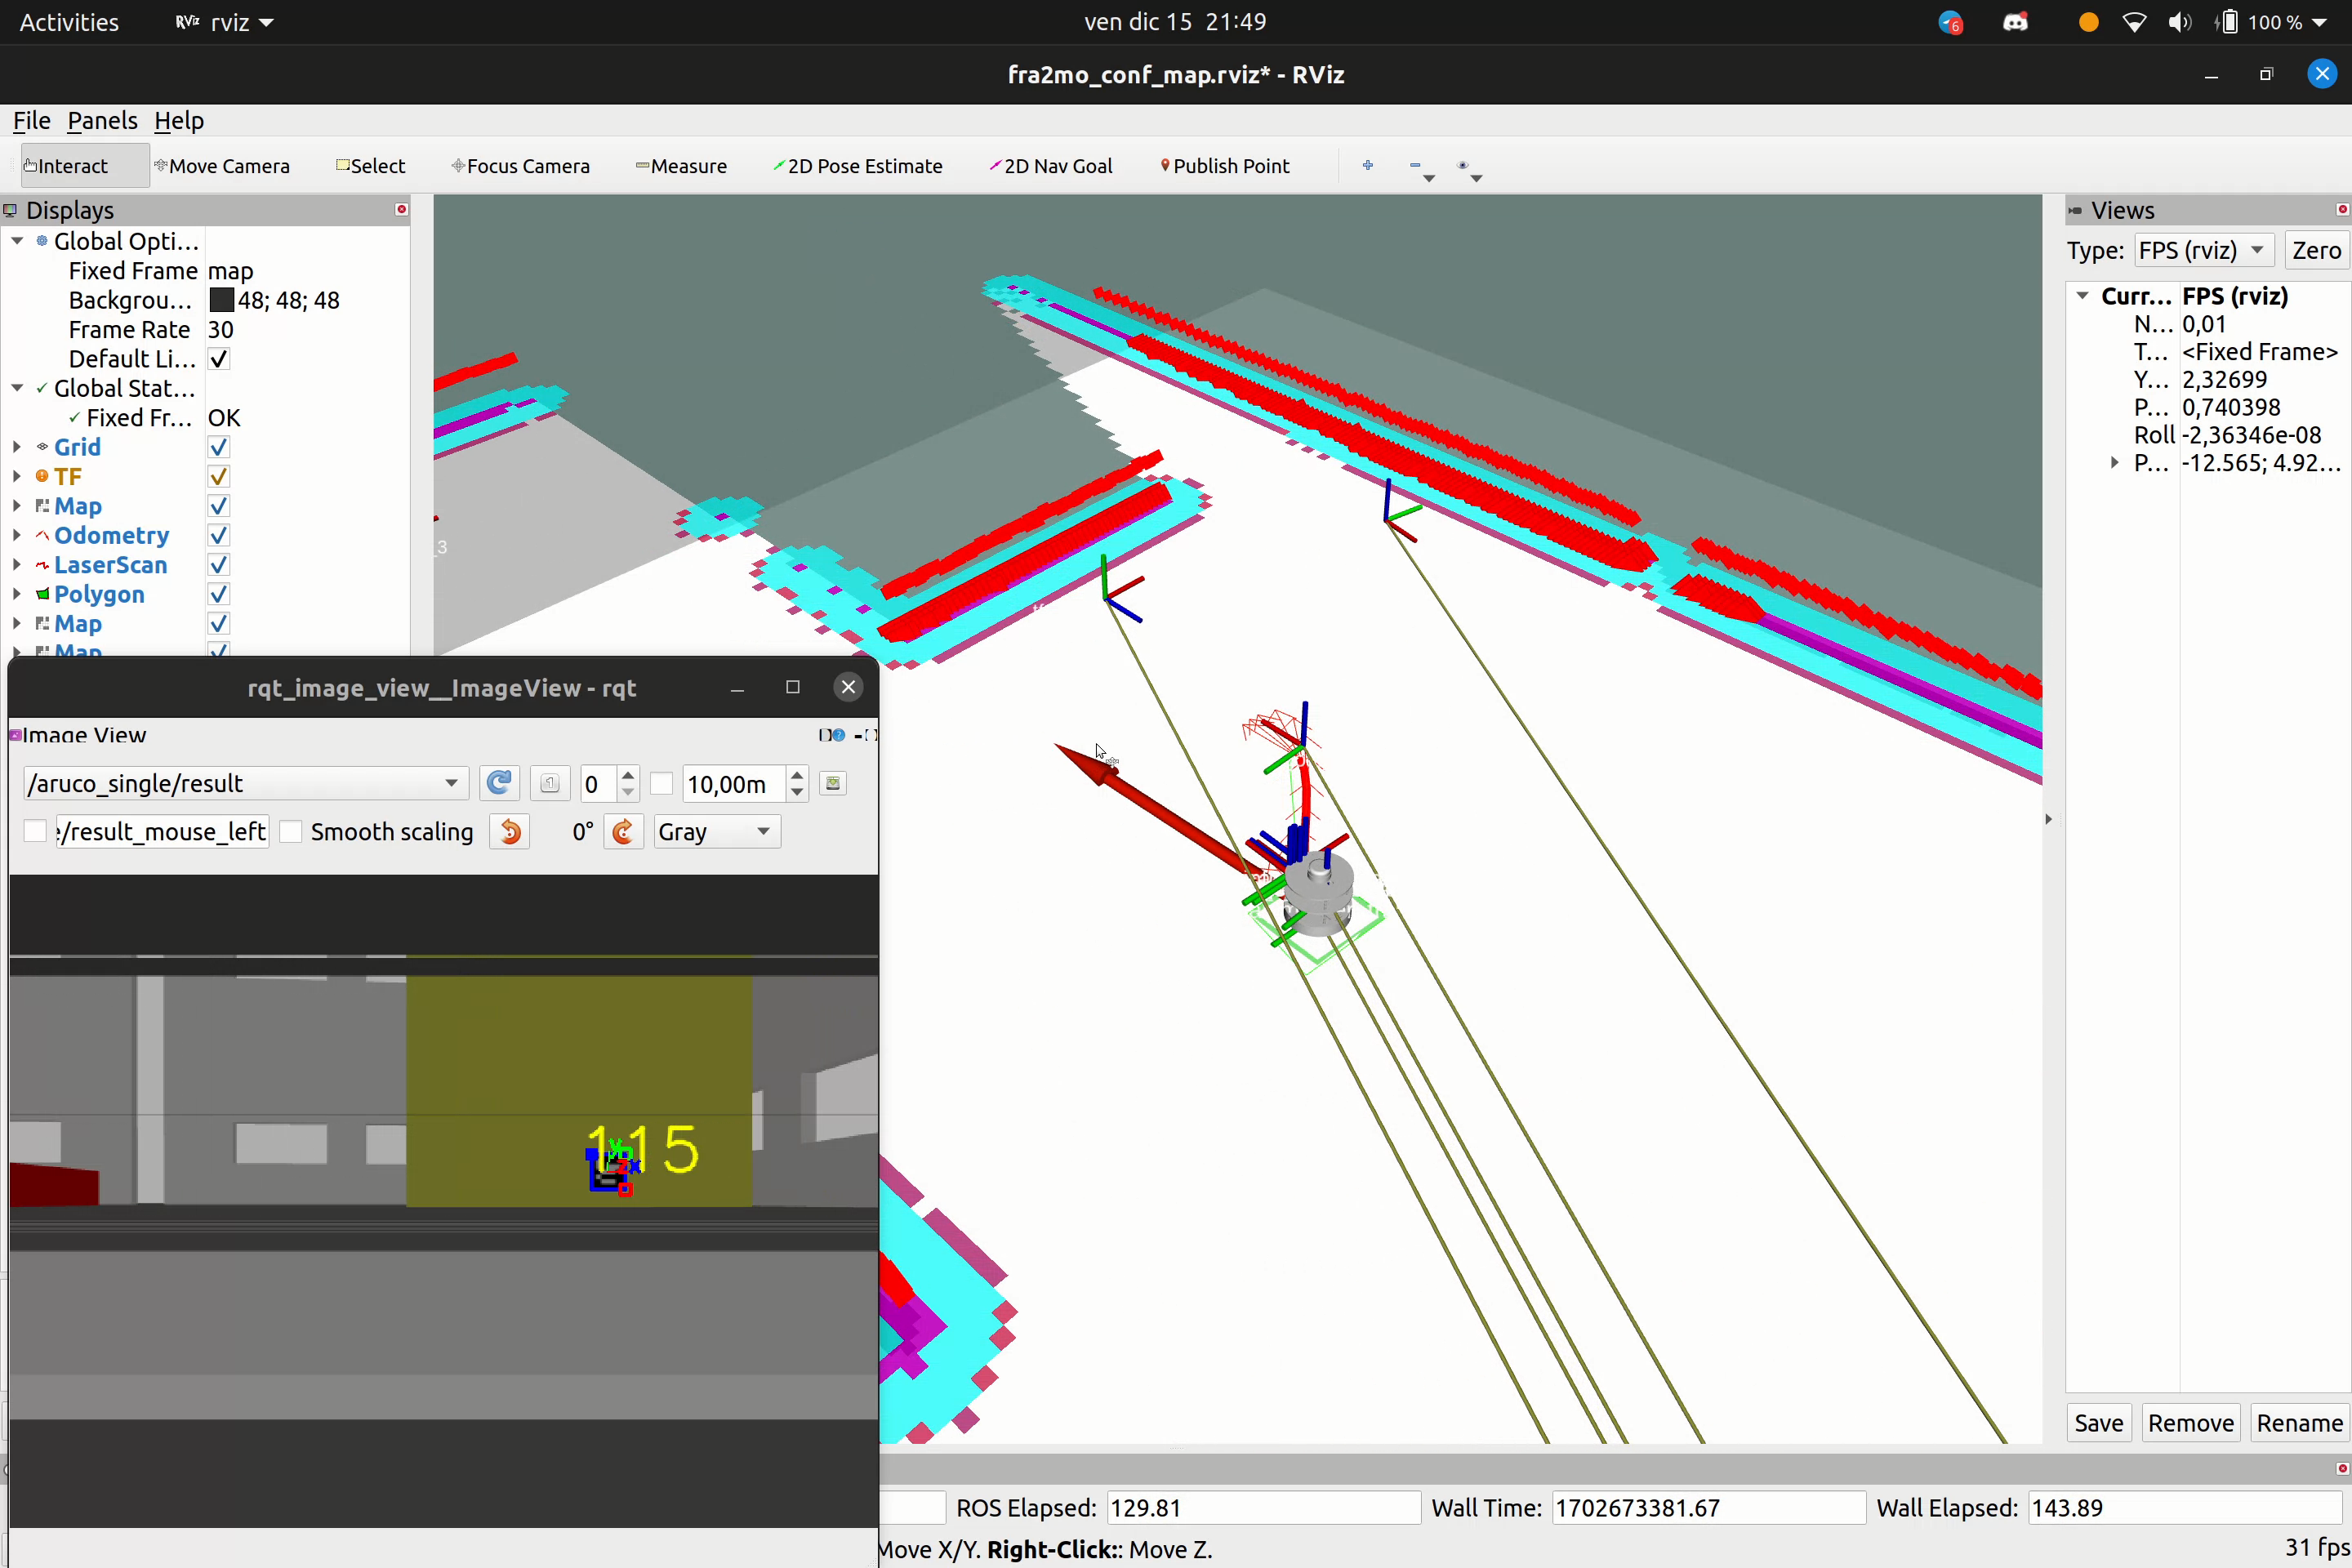 Activities RViz rviz ven dic 15 21:49 6 100 %
fra2mo_conf_map.rviz* - RViz
File Panels Help
Interact Move Camera Select Focus Camera Measure 2D Pose Estimate 2D Nav Goal Publish Point
Displays
Global Opti...
Fixed Frame map
Backgrou... 48; 48; 48
Frame Rate 30
Default Li...
Global Stat...
Fixed Fr... OK
Grid
TF
Map
Odometry
LaserScan
Polygon
Map
Map
_3
Views
Type: FPS (rviz) Zero
Curr... FPS (rviz)
N... 0,01
T... <Fixed Frame>
Y... 2,32699
P... 0,740398
Roll -2,36346e-08
P... -12.565; 4.92...
Save Remove Rename
rqt_image_view__ImageView - rqt
Image View
/aruco_single/result 0 10,00m
/result_mouse_left Smooth scaling 0° Gray
115
ROS Elapsed: 129.81 Wall Time: 1702673381.67 Wall Elapsed: 143.89
Move X/Y. Right-Click: Move Z. 31 fps